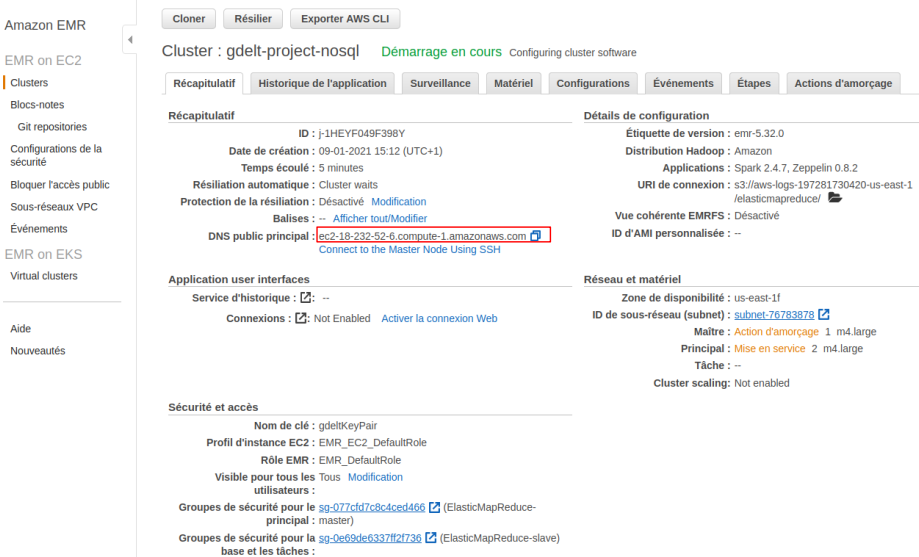 Amazon EMR
EMR on EC2
Clusters
Blocs-notes
Git repositories
Configurations de la
sécurité
Bloquer l'accès public
Sous-réseaux VPC
Événements
EMR on EKS
Virtual clusters
Aide
Nouveautés
Cloner Résilier Exporter AWS CLI
Cluster : gdelt-project-nosql Démarrage en cours Configuring cluster software
Récapitulatif Historique de l'application Surveillance Matériel Configurations Événements Étapes Actions d'amorçage
Récapitulatif
ID : j-1HEYF049F398Y
Date de création : 09-01-2021 15:12 (UTC+1)
Temps écoulé : 5 minutes
Résiliation automatique : Cluster waits
Protection de la résiliation : Désactivé Modification
Balises : -- Afficher tout/Modifier
DNS public principal : ec2-18-232-52-6.compute-1.amazonaws.com
Connect to the Master Node Using SSH
Détails de configuration
Étiquette de version : emr-5.32.0
Distribution Hadoop : Amazon
Applications : Spark 2.4.7, Zeppelin 0.8.2
URI de connexion : s3://aws-logs-197281730420-us-east-1
/elasticmapreduce/
Vue cohérente EMRFS : Désactivé
ID d'AMI personnalisée : --
Application user interfaces
Service d'historique : : --
Connexions : : Not Enabled Activer la connexion Web
Réseau et matériel
Zone de disponibilité : us-east-1f
ID de sous-réseau (subnet) : subnet-76783878
Maître : Action d'amorçage 1 m4.large
Principal : Mise en service 2 m4.large
Tâche : --
Cluster scaling: Not enabled
Sécurité et accès
Nom de clé : gdeltKeyPair
Profil d'instance EC2 : EMR_EC2_DefaultRole
Rôle EMR : EMR_DefaultRole
Visible pour tous les Tous Modification
utilisateurs :
Groupes de sécurité pour le sg-077cfd7c8c4ced466 (ElasticMapReduce-
principal : master)
Groupes de sécurité pour la sg-0e69de6337ff2f736 (ElasticMapReduce-slave)
base et les tâches :